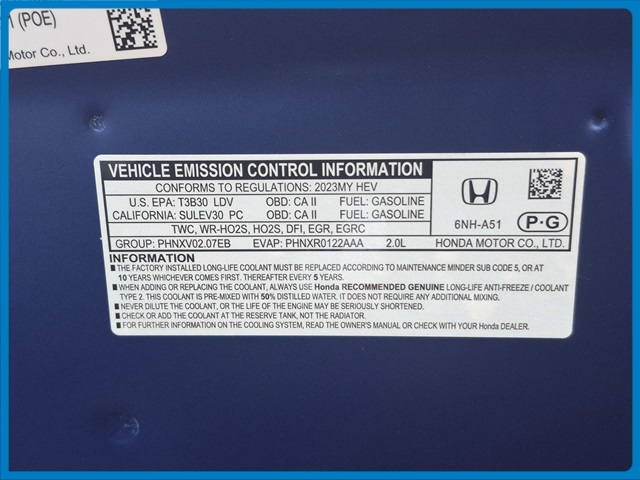 (POE)
Motor Co., Ltd.
VEHICLE EMISSION CONTROL INFORMATION
CONFORMS TO REGULATIONS: 2023MY HEV
U.S. EPA: T3B30 LDV OBD: CA II FUEL: GASOLINE
CALIFORNIA: SULEV30 PC OBD: CA II FUEL: GASOLINE
TWC, WR-HO2S, HO2S, DFI, EGR, EGRC
GROUP: PHNXV02.07EB EVAP: PHNXR0122AAA 2.0L
6NH-A51
P-G
HONDA MOTOR CO., LTD.
INFORMATION
■ THE FACTORY INSTALLED LONG-LIFE COOLANT MUST BE REPLACED ACCORDING TO MAINTENANCE MINDER SUB CODE 5, OR AT
10 YEARS WHICHEVER COMES FIRST. THEREAFTER EVERY 5 YEARS.
■ WHEN ADDING OR REPLACING THE COOLANT, ALWAYS USE Honda RECOMMENDED GENUINE LONG-LIFE ANTI-FREEZE / COOLANT
TYPE 2. THIS COOLANT IS PRE-MIXED WITH 50% DISTILLED WATER. IT DOES NOT REQUIRE ANY ADDITIONAL MIXING.
■ NEVER DILUTE THE COOLANT, OR THE LIFE OF THE ENGINE MAY BE SERIOUSLY SHORTENED.
■ CHECK OR ADD THE COOLANT AT THE RESERVE TANK, NOT THE RADIATOR.
■ FOR FURTHER INFORMATION ON THE COOLING SYSTEM, READ THE OWNER'S MANUAL OR CHECK WITH YOUR Honda DEALER.